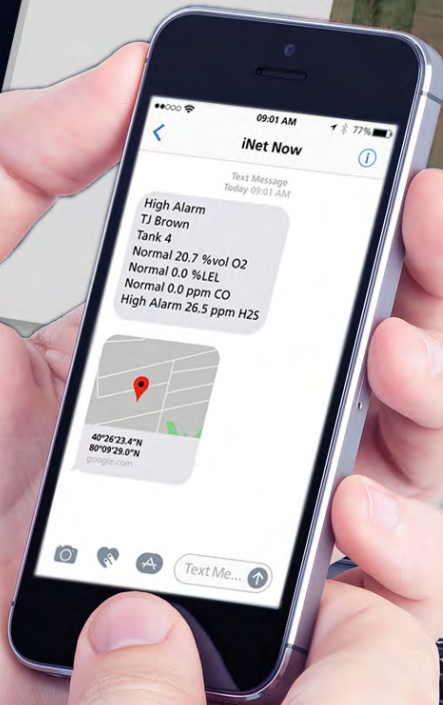 09:01 AM
77%
iNet Now
Text Message
Today 09:01 AM
High Alarm
TJ Brown
Tank 4
Normal 20.7 %vol O2
Normal 0.0 %LEL
Normal 0.0 ppm CO
High Alarm 26.5 ppm H2S
40°26'23.4"N
80°09'29.0"N
google.com
Text Me...